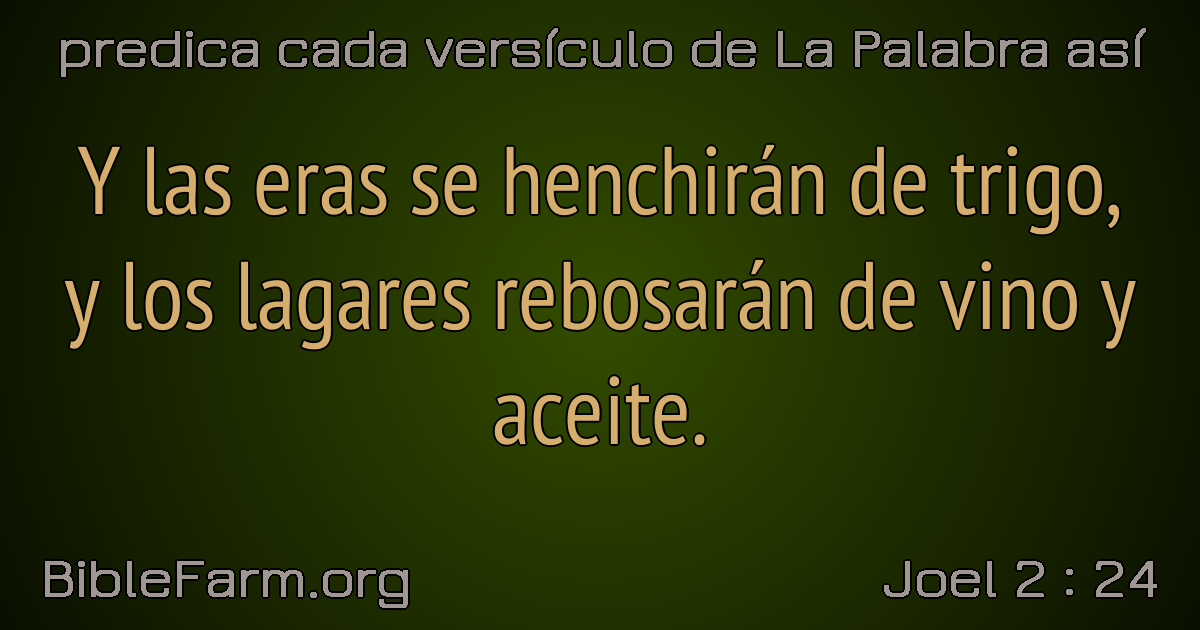 predica cada versículo de La Palabra así
Y las eras se henchirán de trigo,
y los lagares rebosarán de vino y
aceite.
BibleFarm.org
Joel 2 : 24